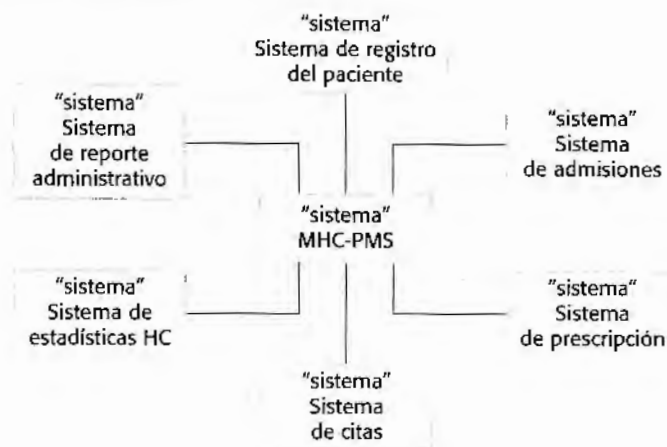 "sistema"
Sistema de registro
del paciente
"sistema"
Sistema
de reporte
administrativo
"sistema"
Sistema
de admisiones
"sistema"
MHC-PMS
"sistema"
Sistema de
estadísticas HC
"sistema"
Sistema
de prescripción
"sistema"
Sistema
de citas